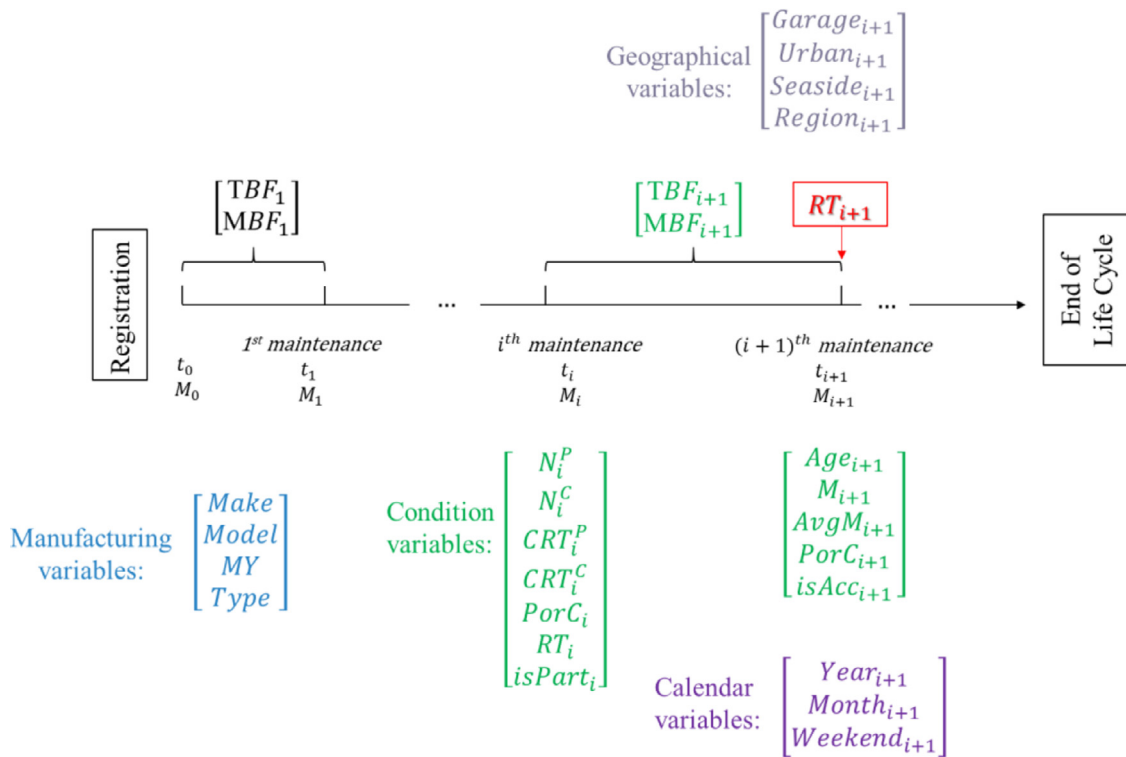 Geographical
variables:
Garage_{i+1}
Urban_{i+1}
Seaside_{i+1}
Region_{i+1}
TBF_1
MBF_1
TBF_{i+1}
MBF_{i+1}
RT_{i+1}
Registration
...
...
End of
Life Cycle
1^{st} maintenance
i^{th} maintenance
(i + 1)^{th} maintenance
t_0
M_0
t_1
M_1
t_i
M_i
t_{i+1}
M_{i+1}
Manufacturing
variables:
Make
Model
MY
Type
Condition
variables:
N_i^P
N_i^C
CRT_i^P
CRT_i^C
PorC_i
RT_i
isPart_i
Age_{i+1}
M_{i+1}
AvgM_{i+1}
PorC_{i+1}
isAcc_{i+1}
Calendar
variables:
Year_{i+1}
Month_{i+1}
Weekend_{i+1}